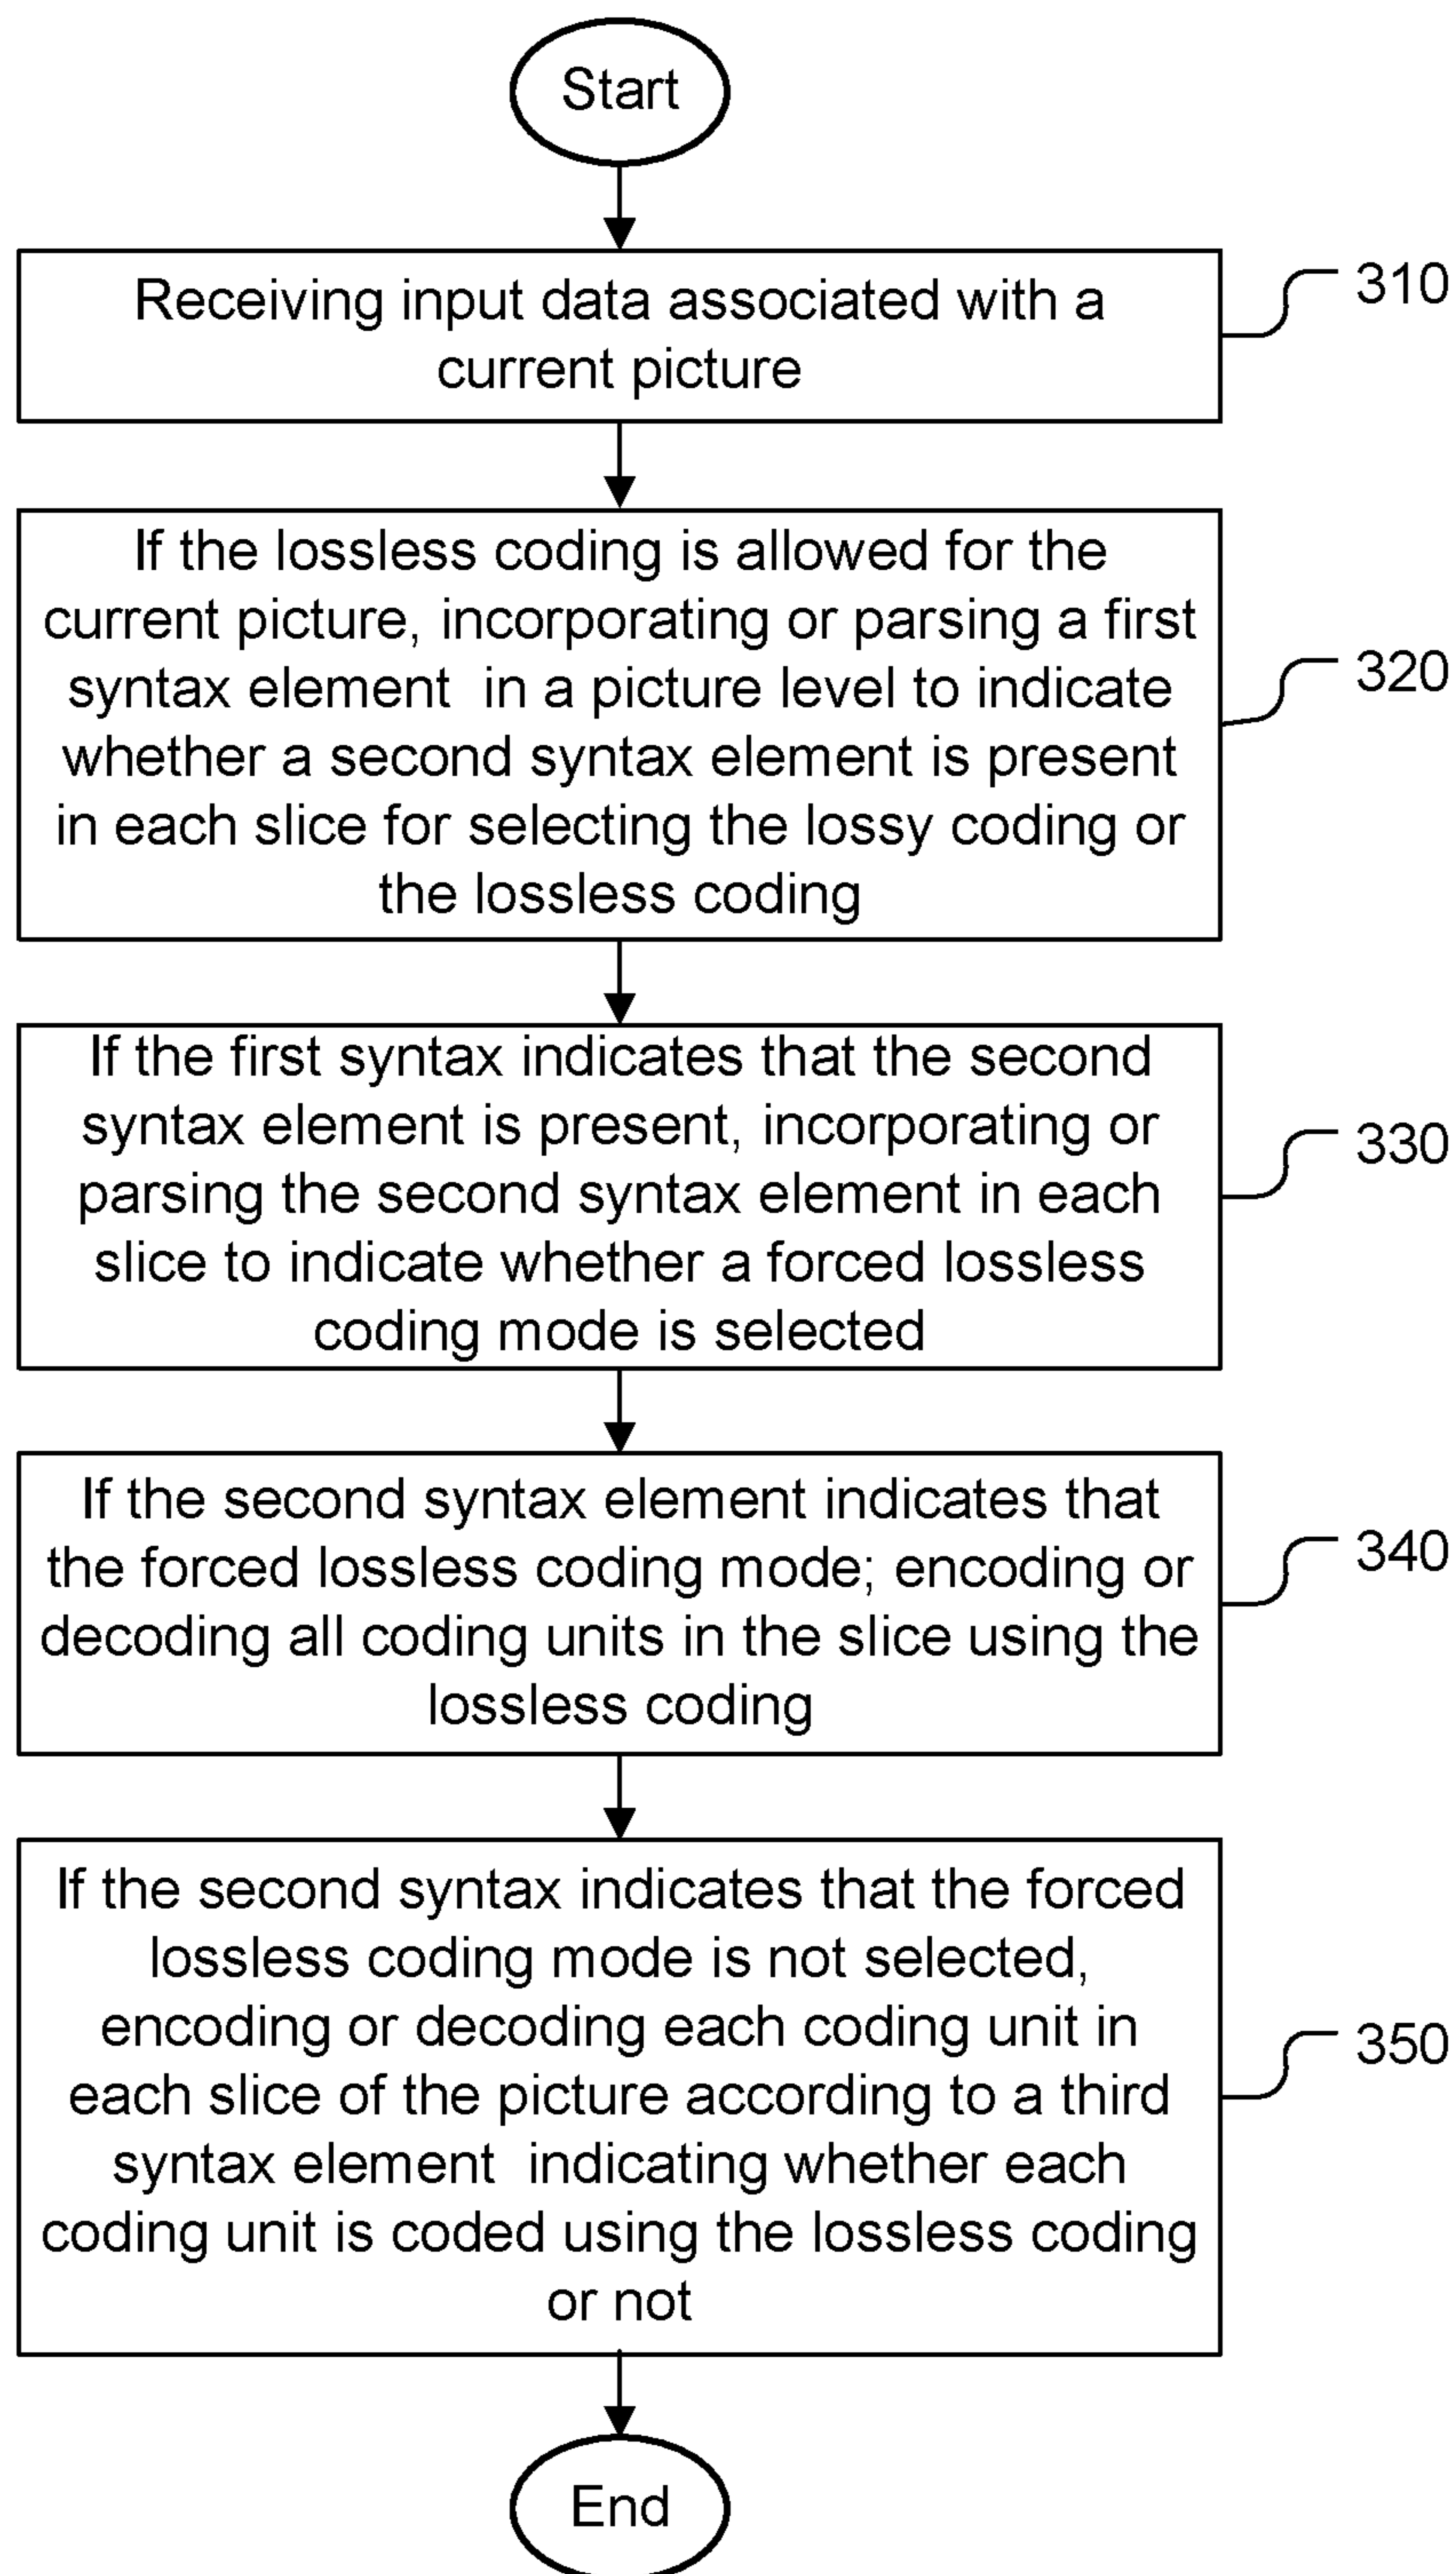 Start
Receiving input data associated with a
current picture
310
If the lossless coding is allowed for the
current picture, incorporating or parsing a first
syntax element  in a picture level to indicate
whether a second syntax element is present
in each slice for selecting the lossy coding or
the lossless coding
320
If the first syntax indicates that the second
syntax element is present, incorporating or
parsing the second syntax element in each
slice to indicate whether a forced lossless
coding mode is selected
330
If the second syntax element indicates that
the forced lossless coding mode; encoding or
decoding all coding units in the slice using the
lossless coding
340
If the second syntax indicates that the forced
lossless coding mode is not selected,
encoding or decoding each coding unit in
each slice of the picture according to a third
syntax element  indicating whether each
coding unit is coded using the lossless coding
or not
350
End